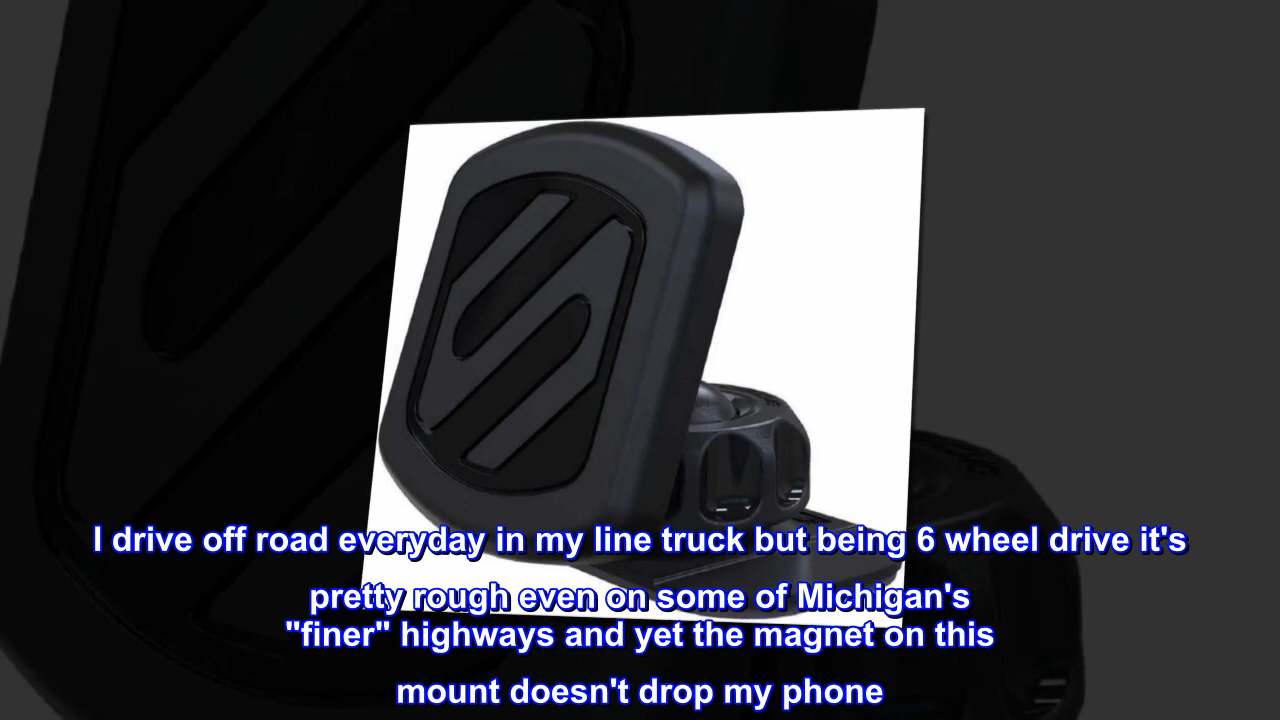 I drive off road everyday in my line truck but being 6 wheel drive it's
pretty rough even on some of Michigan's
"finer" highways and yet the magnet on this
mount doesn't drop my phone